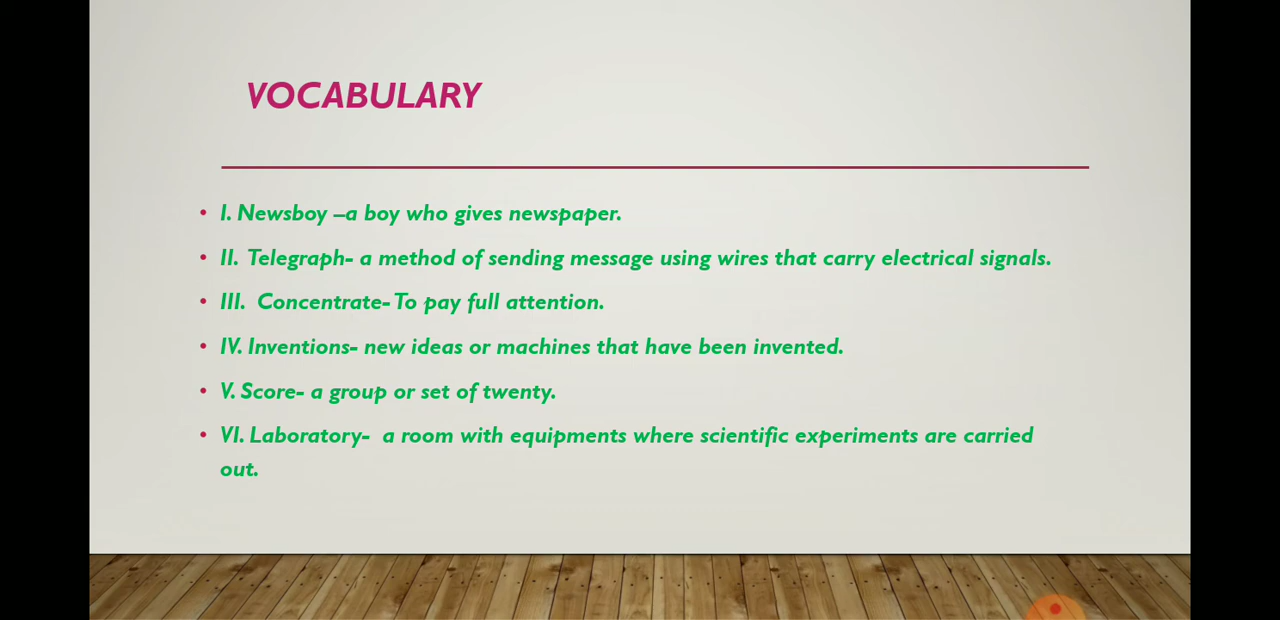 VOCABULARY
• I. Newsboy –a boy who gives newspaper.
• II.  Telegraph- a method of sending message using wires that carry electrical signals.
• III.  Concentrate- To pay full attention.
• IV. Inventions- new ideas or machines that have been invented.
• V. Score- a group or set of twenty.
• VI. Laboratory-  a room with equipments where scientific experiments are carried
out.